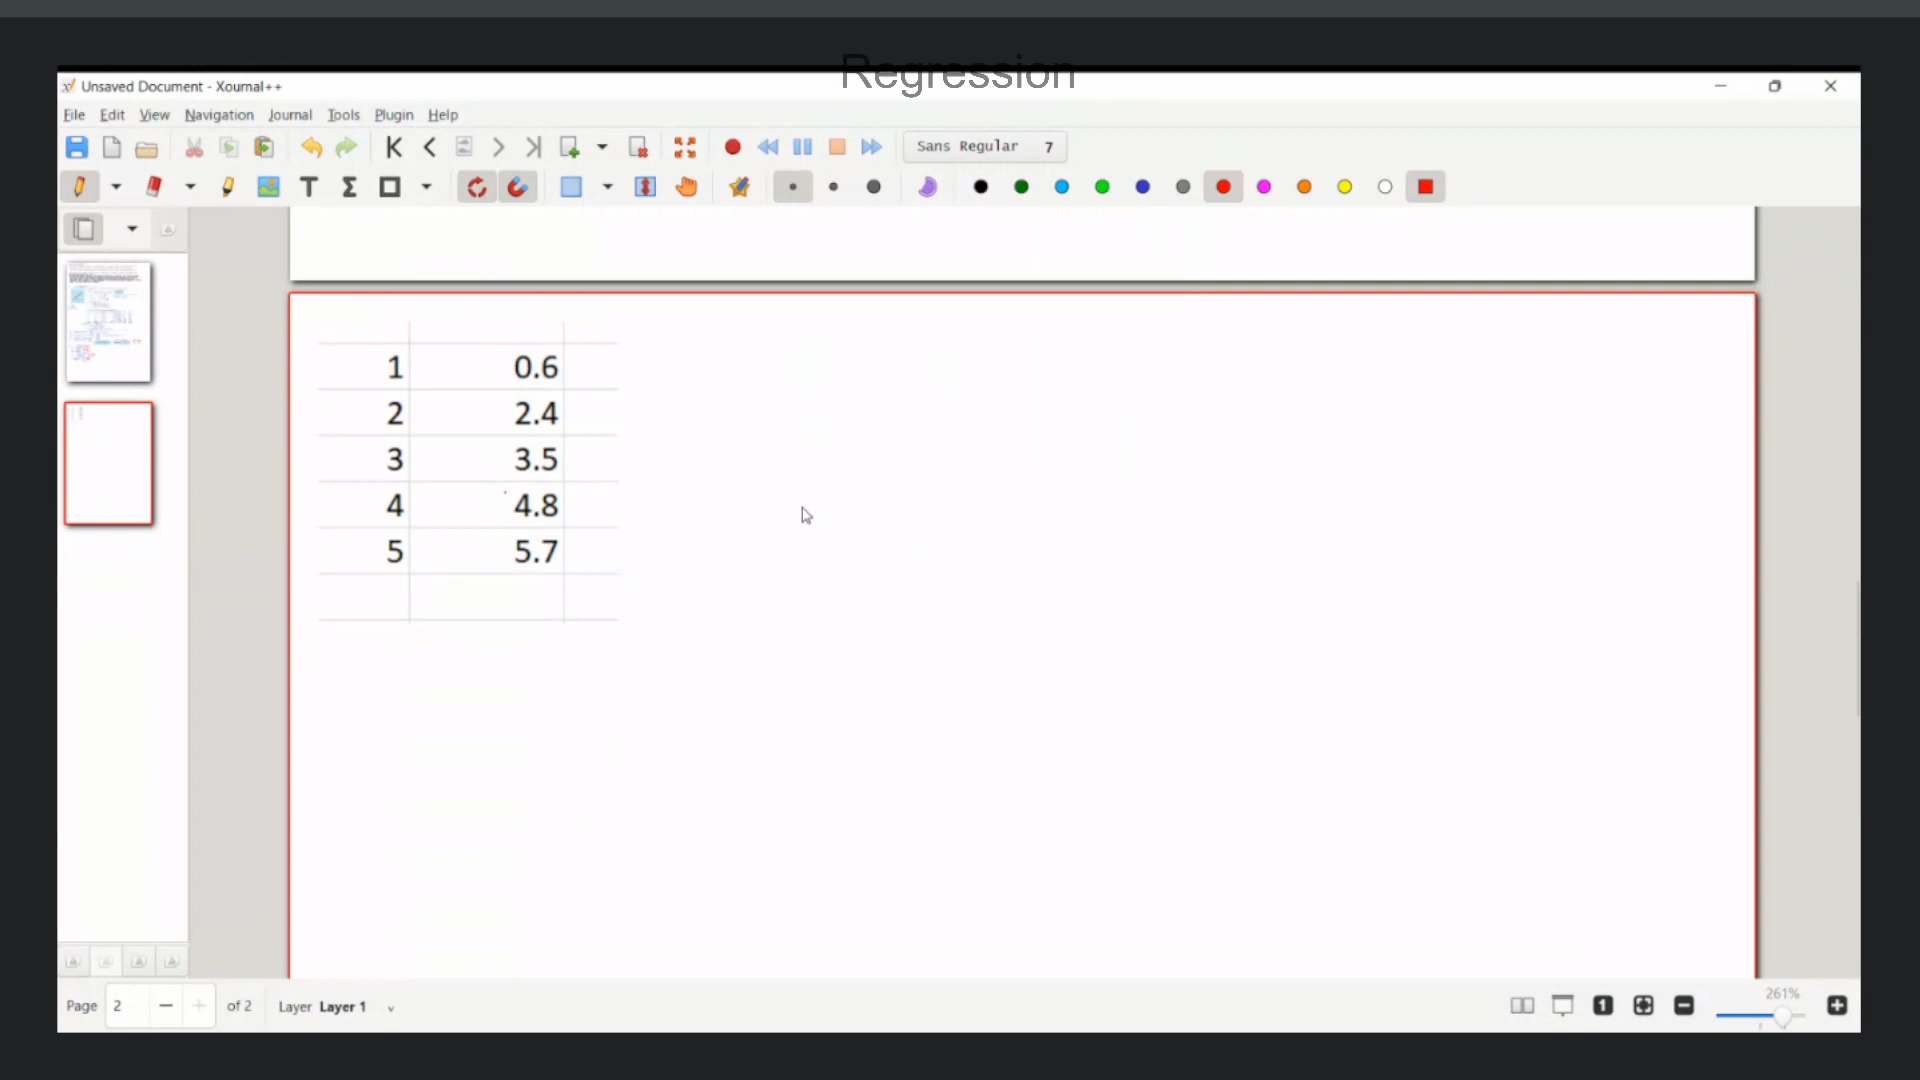 Regression
Unsaved Document - Xournal++
File Edit View Navigation Journal Tools Plugin Help
Sans Regular 7
1 0.6
2 2.4
3 3.5
4 4.8
5 5.7
Page 2 of 2 Layer Layer 1
261%